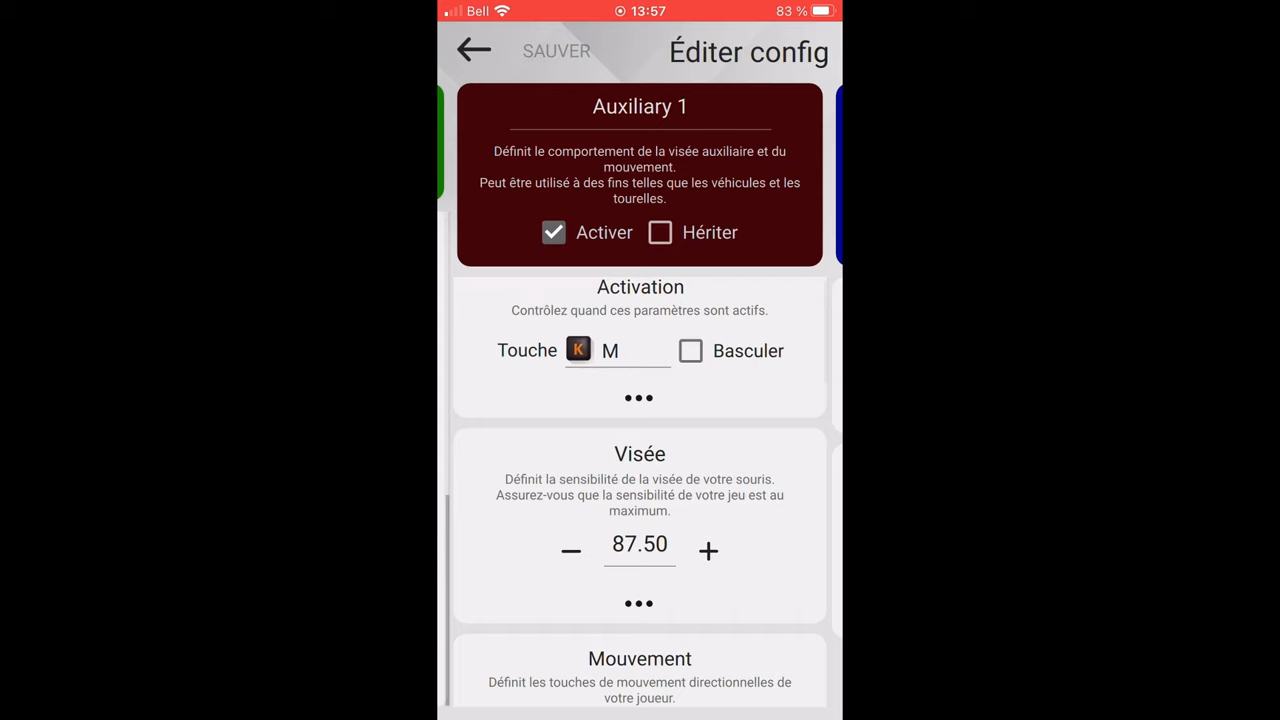 Bell 13:57 83 %
SAUVER Éditer config
Auxiliary 1
Définit le comportement de la visée auxiliaire et du
mouvement.
Peut être utilisé à des fins telles que les véhicules et les
tourelles.
Activer Hériter
Activation
Contrôlez quand ces paramètres sont actifs.
Touche K M Basculer
Visée
Définit la sensibilité de la visée de votre souris.
Assurez-vous que la sensibilité de votre jeu est au
maximum.
− 87.50 +
Mouvement
Définit les touches de mouvement directionnelles de
votre joueur.